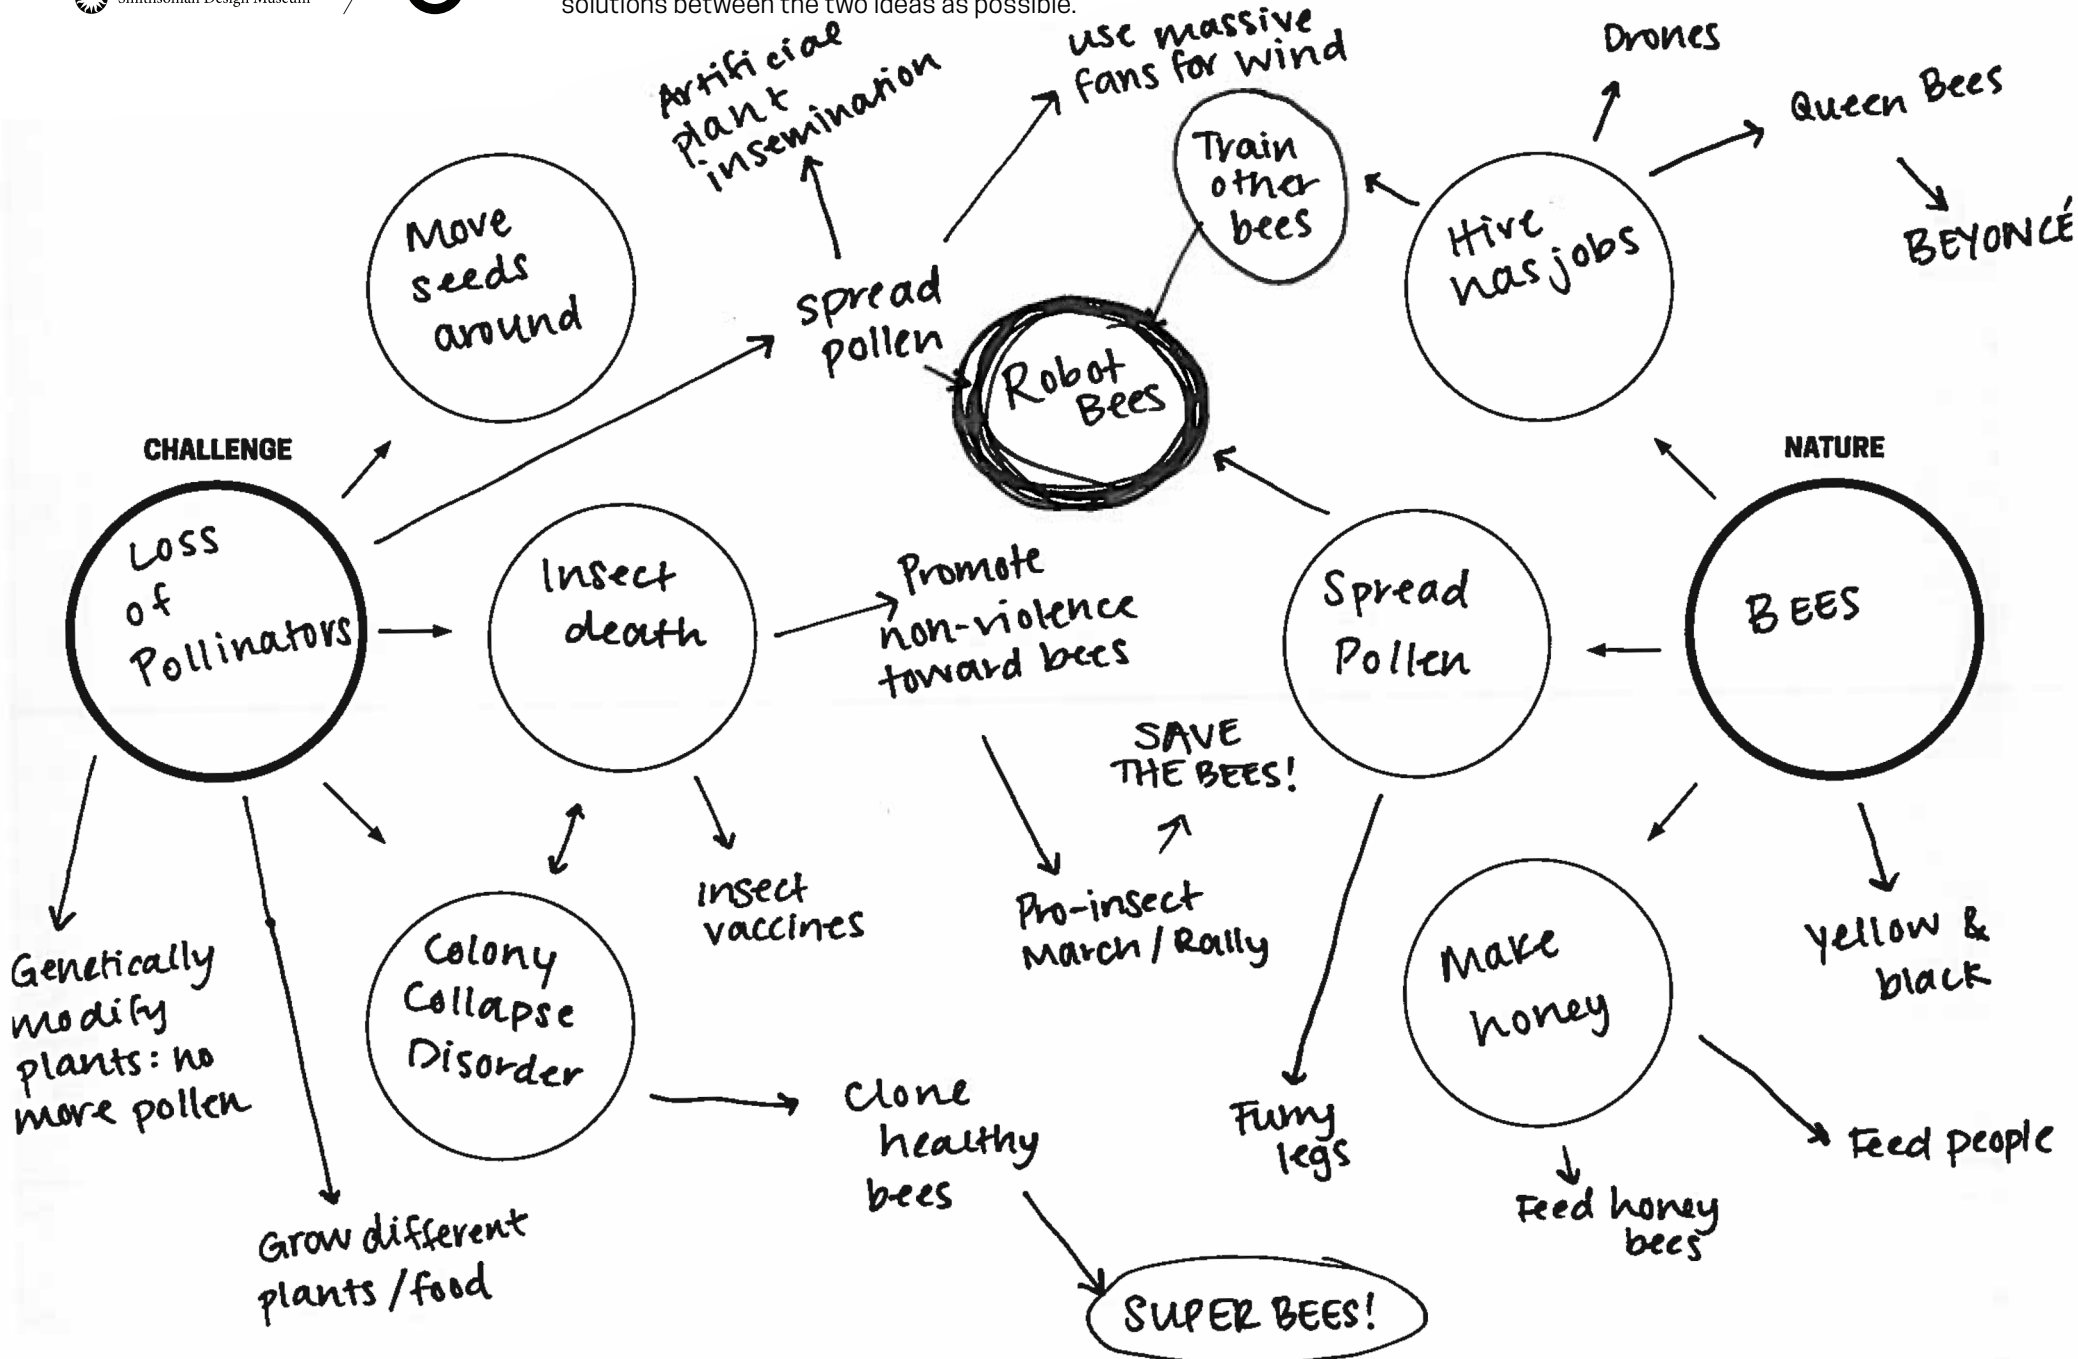 Smithsonian Design Museum
solutions between the two ideas as possible.
Artificial
plant
insemination
use massive
fans for wind
Drones
Queen Bees
BEYONCÉ
Train
other
bees
Hive
has jobs
Move
seeds
around
spread
pollen
Robot
Bees
CHALLENGE
NATURE
Loss
of
Pollinators
Insect
death
Promote
non-violence
toward bees
Spread
Pollen
BEES
SAVE
THE BEES!
Insect
vaccines
Pro-insect
March / Rally
Yellow &
black
Genetically
modify
plants: no
more pollen
Colony
Collapse
Disorder
Make
honey
Clone
healthy
bees
Furry
legs
Feed people
Feed honey
bees
Grow different
plants / food
SUPER BEES!